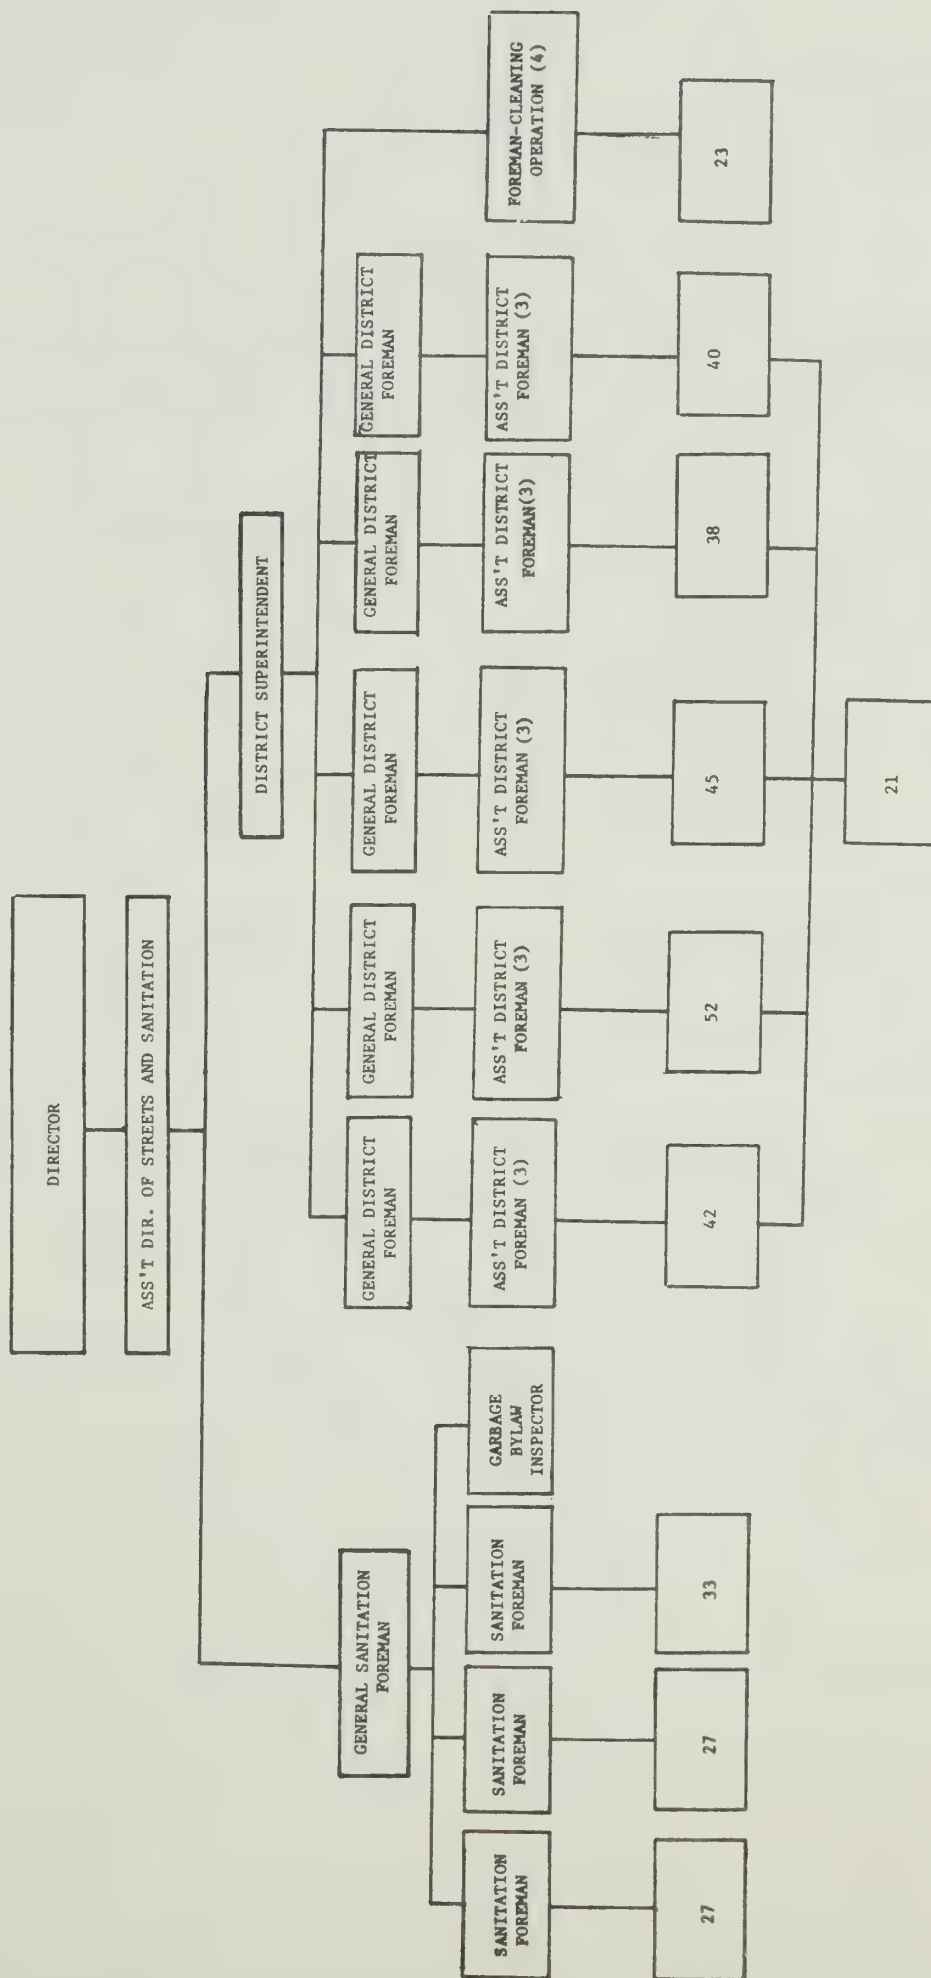 DIRECTOR
ASS'T DIR. OF STREETS AND SANITATION
DISTRICT SUPERINTENDENT
GENERAL SANITATION
FOREMAN
GENERAL DISTRICT
FOREMAN
GENERAL DISTRICT
FOREMAN
GENERAL DISTRICT
FOREMAN
GENERAL DISTRICT
FOREMAN
GENERAL DISTRICT
FOREMAN
SANITATION
FOREMAN
SANITATION
FOREMAN
SANITATION
FOREMAN
GARBAGE
BYLAW
INSPECTOR
ASS'T DISTRICT
FOREMAN (3)
ASS'T DISTRICT
FOREMAN (3)
ASS'T DISTRICT
FOREMAN (3)
ASS'T DISTRICT
FOREMAN(3)
ASS'T DISTRICT
FOREMAN (3)
FOREMAN-CLEANING
OPERATION (4)
27
27
33
42
52
45
38
40
23
21